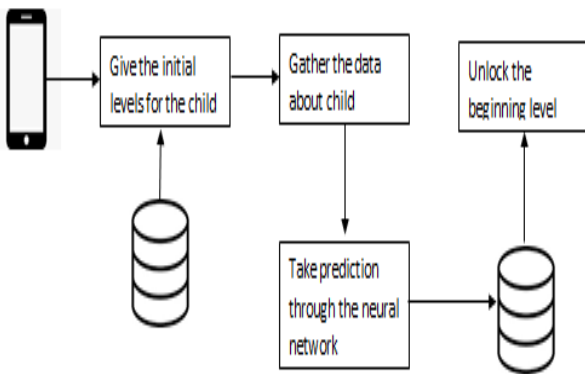 Give the initial
levels for the child
Gather the data
about child
Unlock the
beginning level
Take prediction
through the neural
network